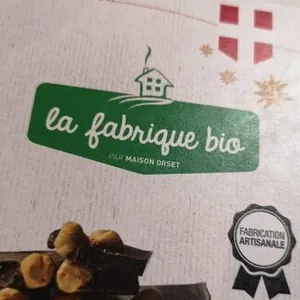 la fabrique bio
PAR MAISON ORSET
FABRICATION
ARTISANALE